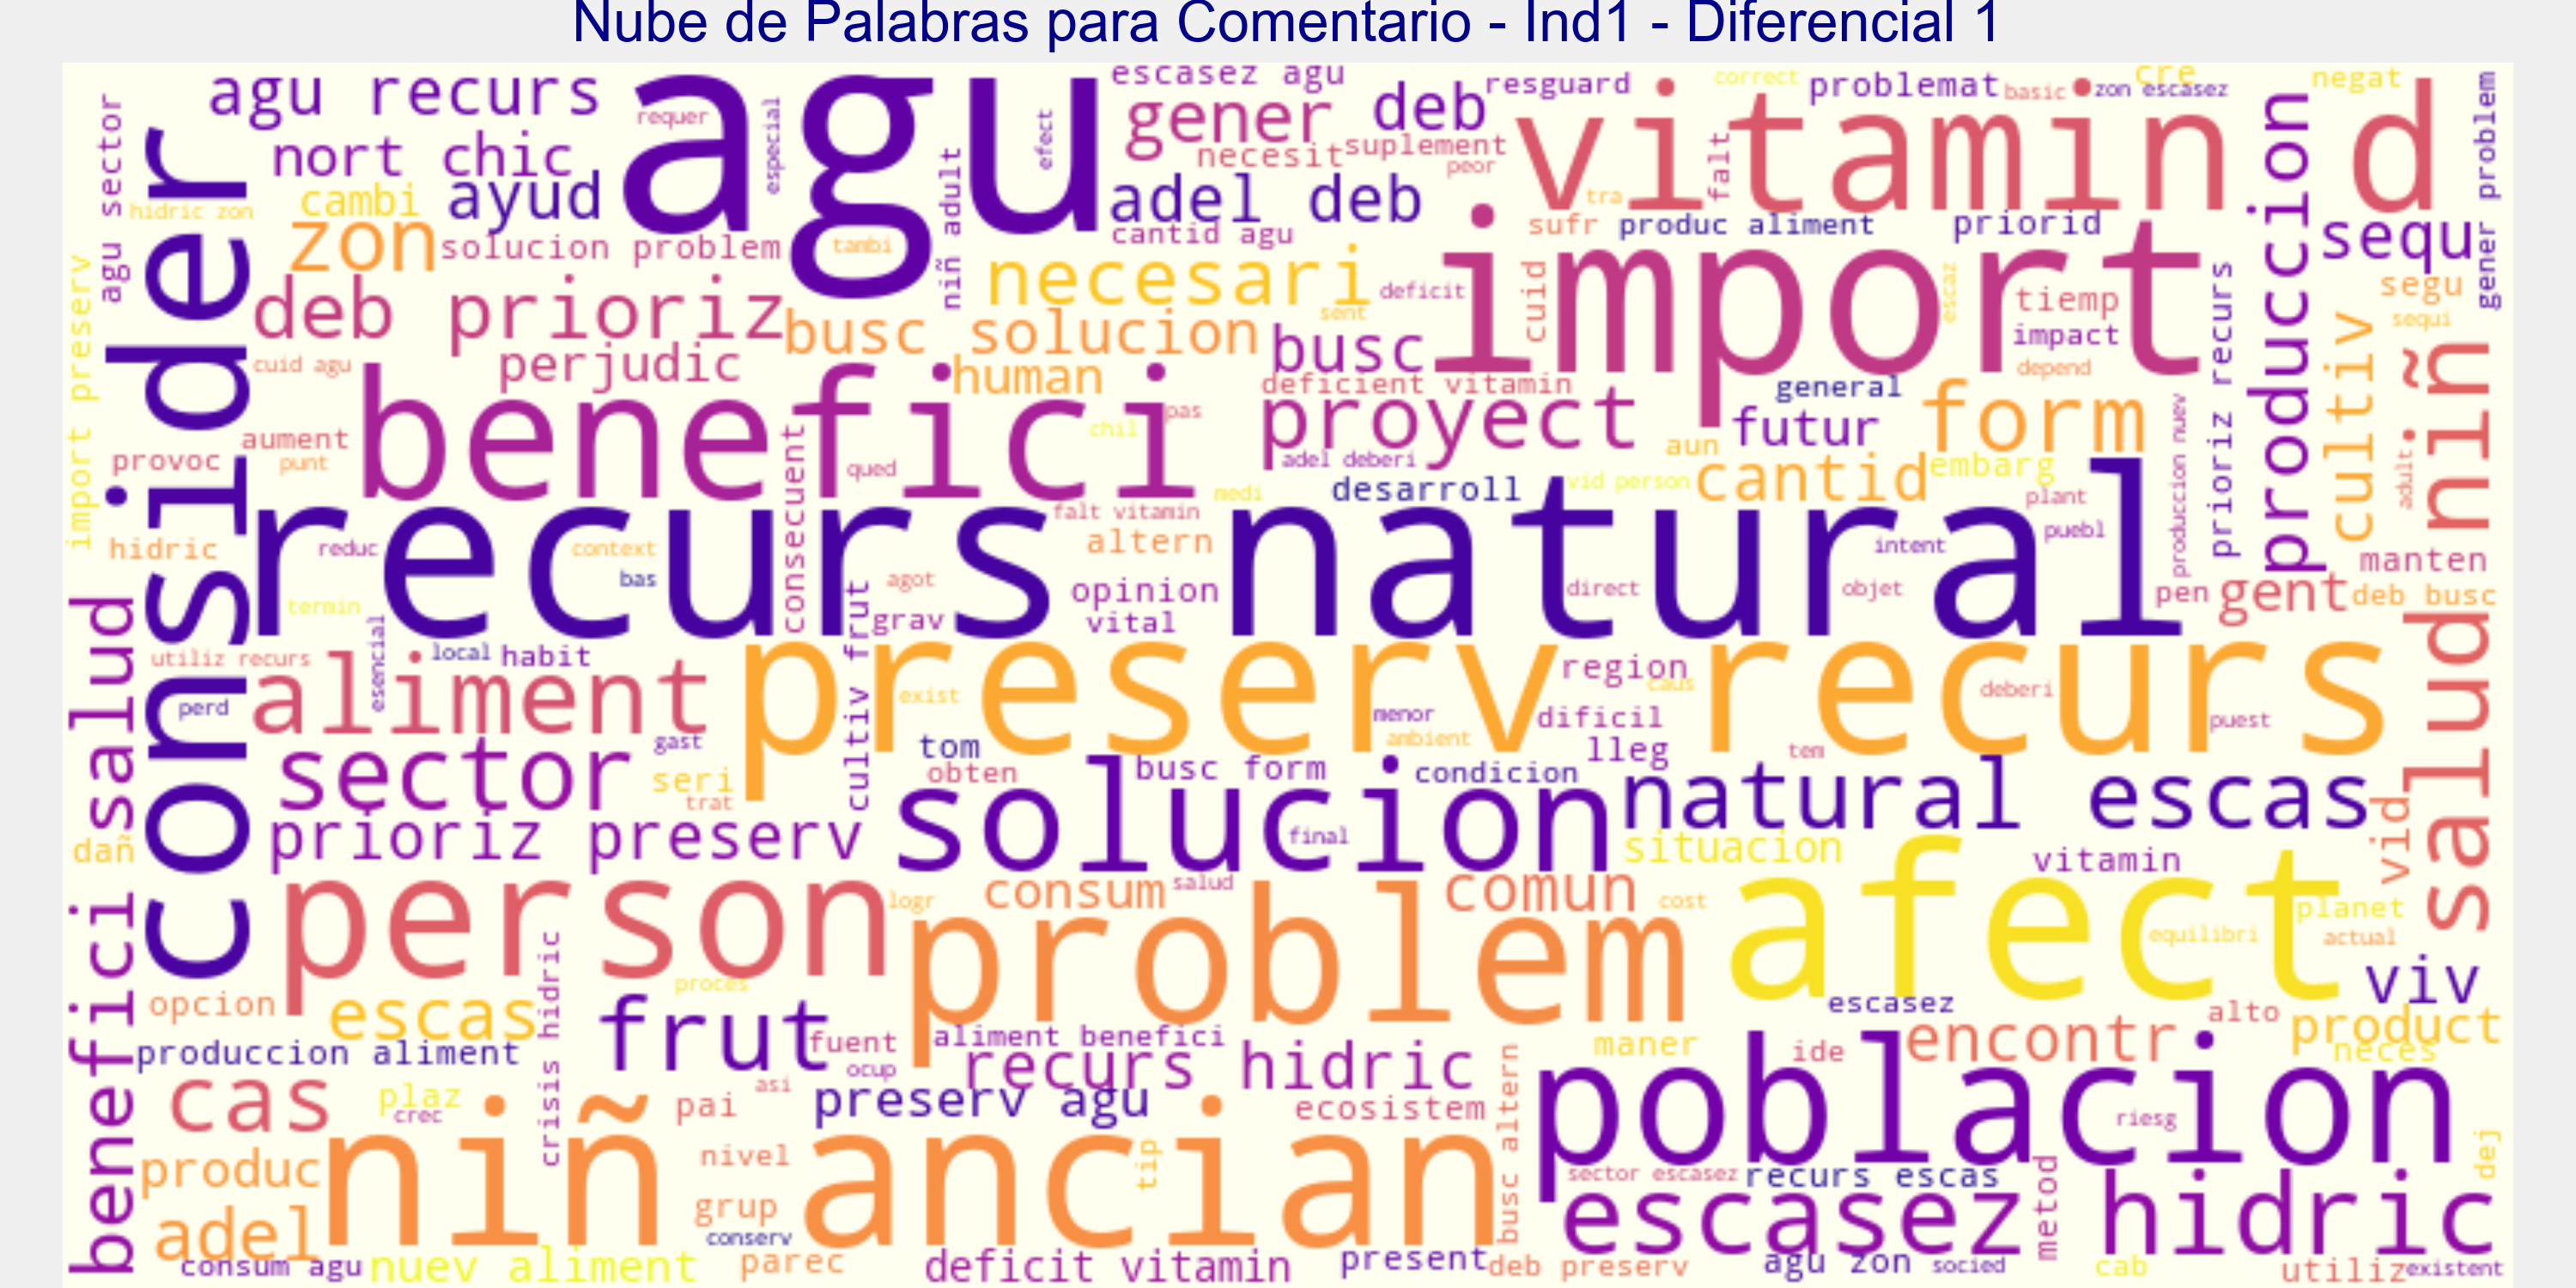 Nube de Palabras para Comentario - Ind1 - Diferencial 1
agu
recurs natural
consider
import
vitamin d
benefici
preserv recurs
niñ ancian
problem
afect
person
poblacion
solucion
escasez hidric
natural escas
salud
niñ
benefici salud
produccion
aliment
sector
proyect
agu recurs
nort chic
ayud
zon
cambi
hidric zon
agu sector
requer
especial
efect
niñ adult
escasez agu
gener
deb
resguard
correct
problemat
basic
cre
zon escasez
negat
gener problem
necesit
suplement
peor
adel deb
cantid agu
tra
falt
sufr
produc aliment
priorid
sequ
segu
sequi
solucion problem
tambi
necesari
deficit
sent
cuid
escaz
tiemp
impact
depend
deb prioriz
busc solucion
busc
perjudic
cuid agu
human
import preserv
deficient vitamin
general
futur
form
prioriz recurs
produccion nuev
cultiv
adult
aument
provoc
punt
pas
chil
qued
consecuent
adel deberi
aun
cantid
embarg
vid person
desarroll
medi
plant
puebl
falt vitamin
hidric
reduc
context
bas
altern
agot
intent
direct
objet
manten
termin
opinion
grav
vital
pen
gent
deb busc
cultiv frut
esencial
utiliz recurs
local
habit
region
caus
exist
deberi
puest
perd
menor
dificil
ambient
lleg
tem
gast
tom
seri
obten
trat
busc form
condicion
prioriz preserv
dañ
final
situacion
vitamin
vid
consum
salud
comun
cost
logr
planet
equilibri
actual
viv
crisis hidric
proces
opcion
escas
frut
escasez
alto
encontr
product
neces
produccion aliment
fuent
ocup
aliment benefici
recurs hidric
maner
ide
cas
plaz
crec
asi
pai
preserv agu
ecosistem
busc altern
riesg
dej
produc
nivel
tip
sector escasez
recurs escas
metod
adel
grup
conserv
consum agu
nuev aliment
parec
deficit vitamin
present
deb preserv
agu zon
socied
cab
utiliz
existent